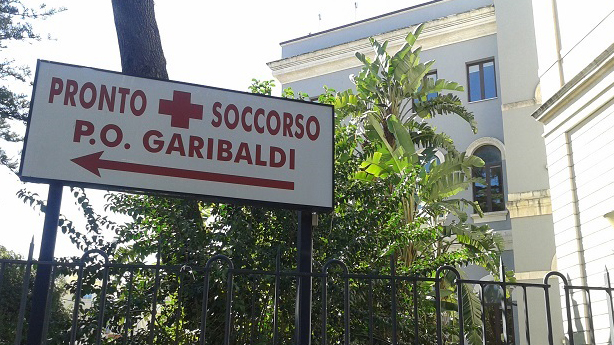 PRONTO SOCCORSO
P.O. GARIBALDI